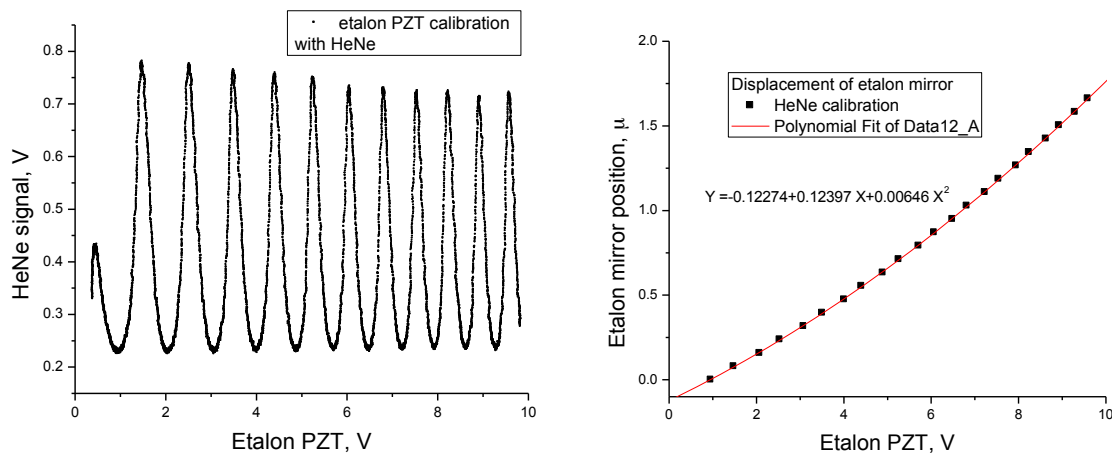 etalon PZT calibration
with HeNe
0.8
0.7
0.6
0.5
0.4
0.3
0.2
HeNe signal, V
0
2
4
6
8
10
Etalon PZT, V
2.0
1.5
1.0
0.5
0.0
Etalon mirror position, μ
Displacement of etalon mirror
HeNe calibration
Polynomial Fit of Data12_A
Y =-0.12274+0.12397 X+0.00646 X²
0
2
4
6
8
10
Etalon PZT, V